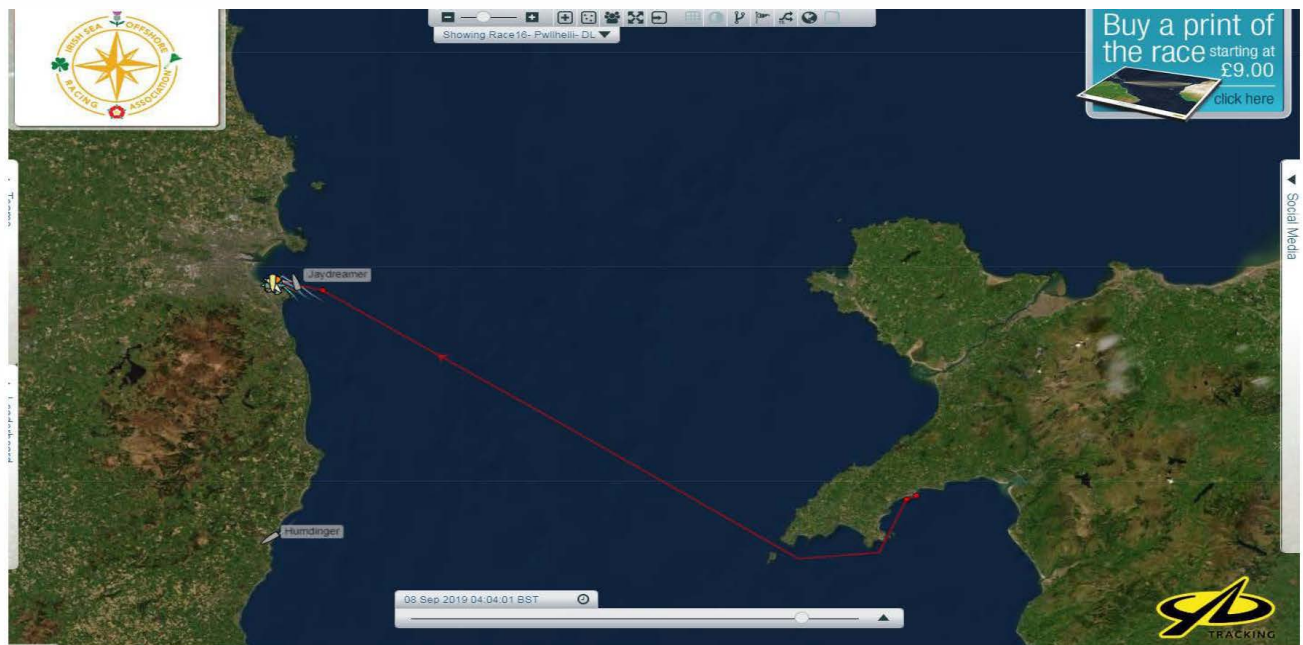 IRISH SEA OFFSHORE
RACING ASSOCIATION
Showing Race16- Pwllheli- DL
Buy a print of
the race starting at
£9.00
click here
Social Media
Jaydreamer
Humdinger
08 Sep 2019 04:04:01 BST
TRACKING